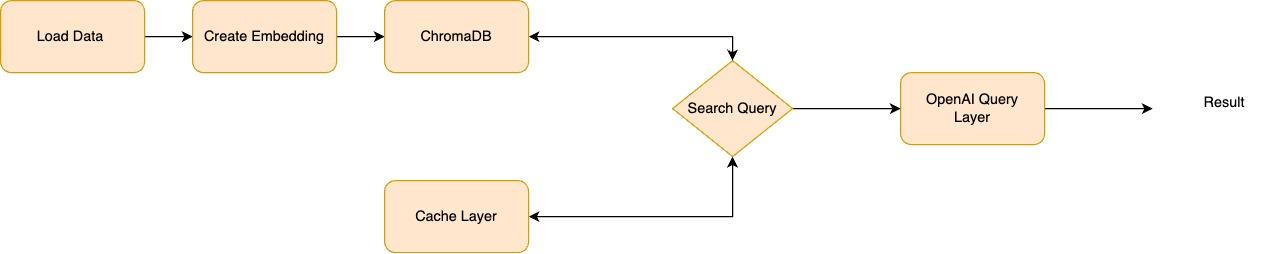 Load Data
Create Embedding
ChromaDB
Search Query
OpenAI Query
Layer
Result
Cache Layer